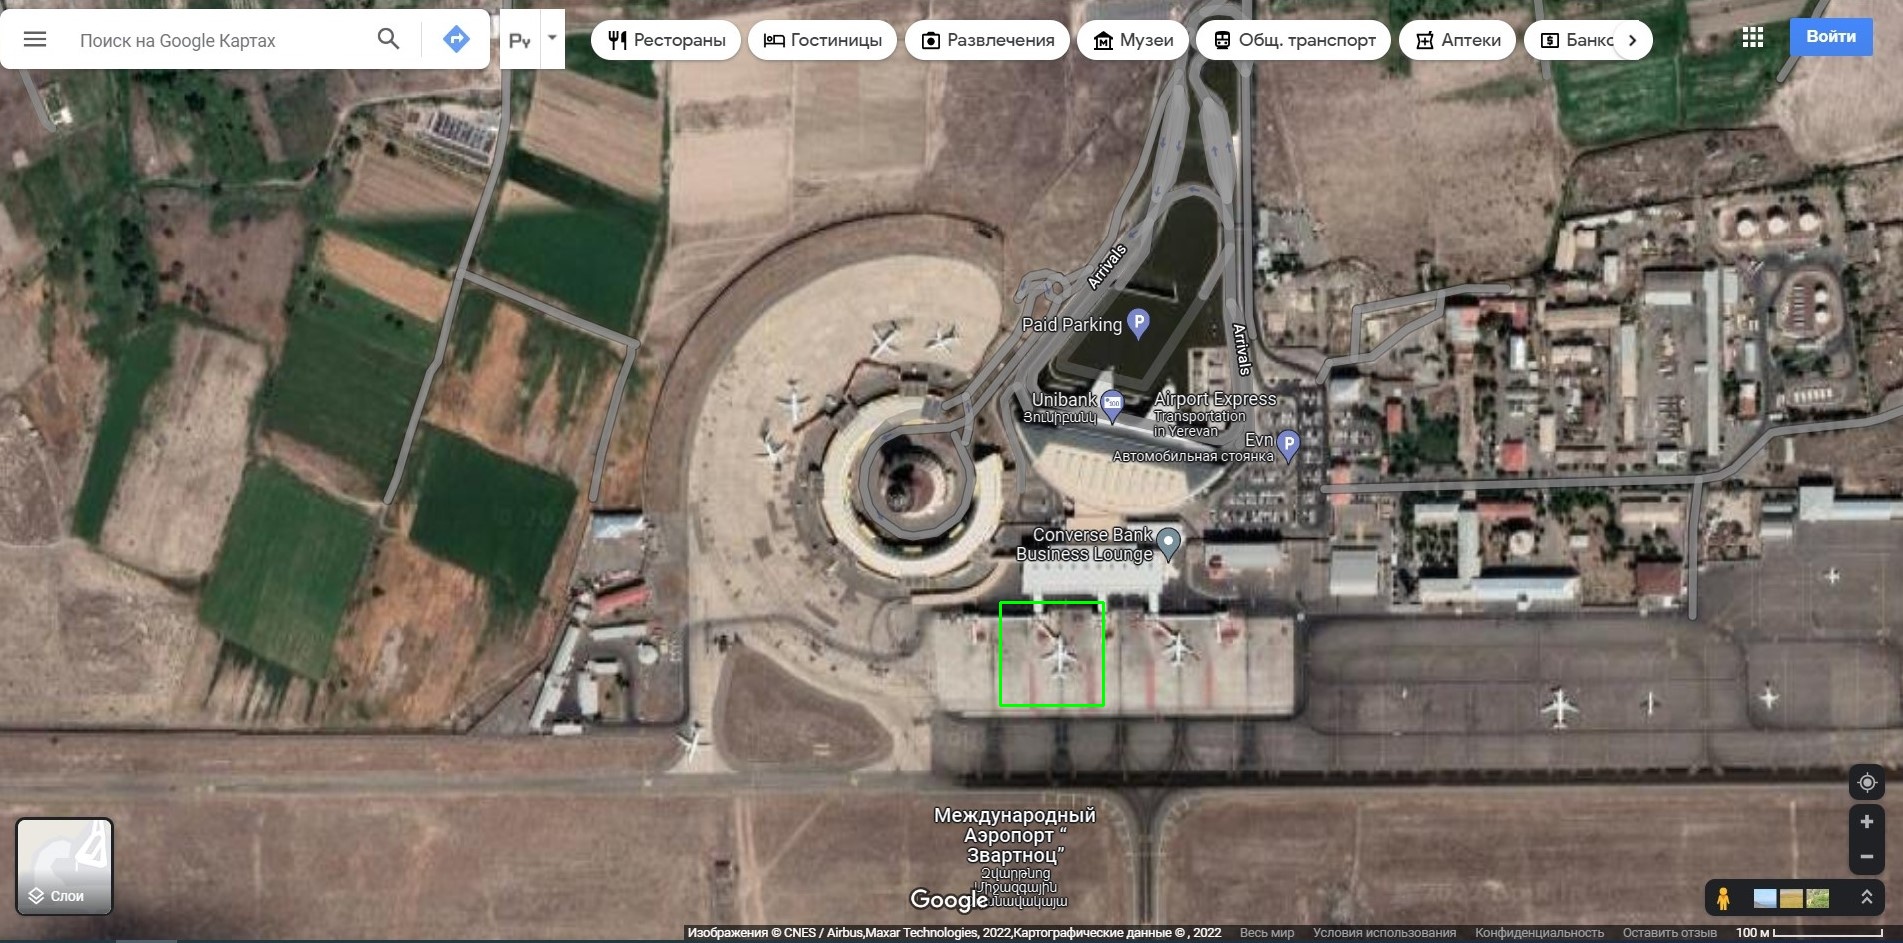 Поиск на Google Картах
Ру
Рестораны
Гостиницы
Развлечения
Музеи
Общ. транспорт
Аптеки
Войти
Arrivals
Paid Parking
Arrivals
Unibank
Յունիբանկ
Airport Express
Transportation
in Yerevan
Evn
Автомобильная стоянка
Converse Bank
Business Lounge
Международный
Аэропорт “
Звартноц”
Զվարթնոց
Միջազգային
Google
Слои
Изображения © CNES / Airbus,Maxar Technologies, 2022,Картографические данные © , 2022
Весь мир
Условия использования
Конфиденциальность
Оставить отзыв
100 м